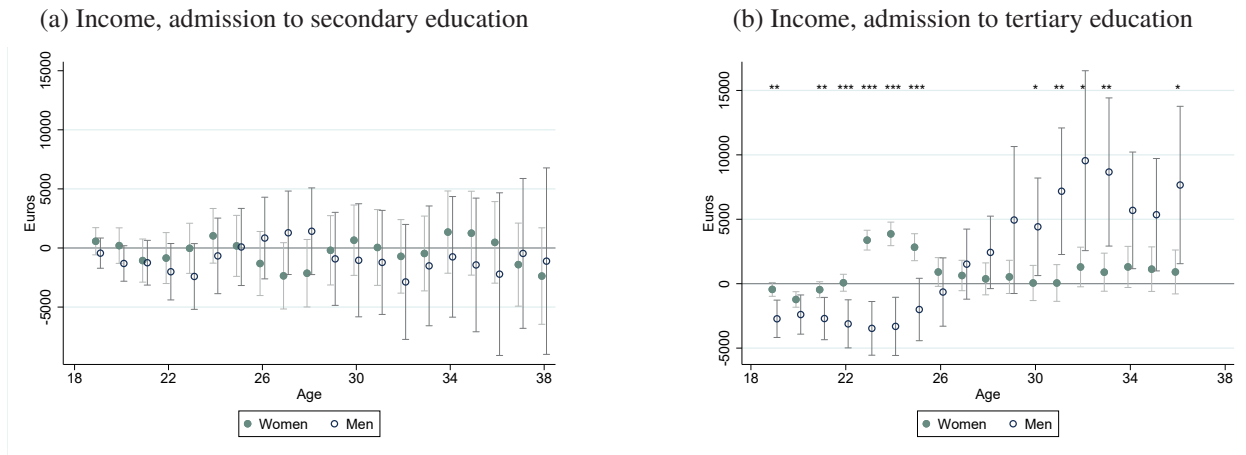 (a) Income, admission to secondary education
15000
10000
5000
0
-5000
Euros
18 22 26 30 34 38
Age
Women Men
(b) Income, admission to tertiary education
** ** *** *** *** *** * ** * ** *
15000
10000
5000
0
-5000
Euros
18 22 26 30 34 38
Age
Women Men